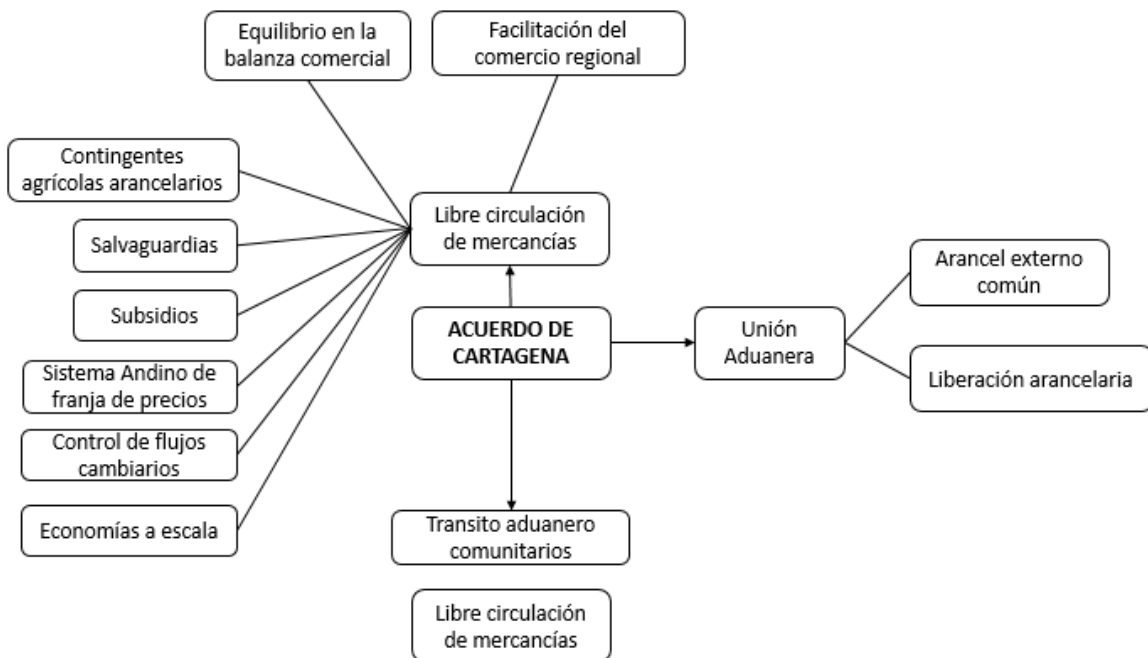 Equilibrio en la
balanza comercial
Facilitación del
comercio regional
Contingentes
agrícolas arancelarios
Libre circulación
de mercancías
Salvaguardias
Arancel externo
común
Subsidios
ACUERDO DE
CARTAGENA
Unión
Aduanera
Sistema Andino de
franja de precios
Liberación arancelaria
Control de flujos
cambiarios
Economías a escala
Transito aduanero
comunitarios
Libre circulación
de mercancías